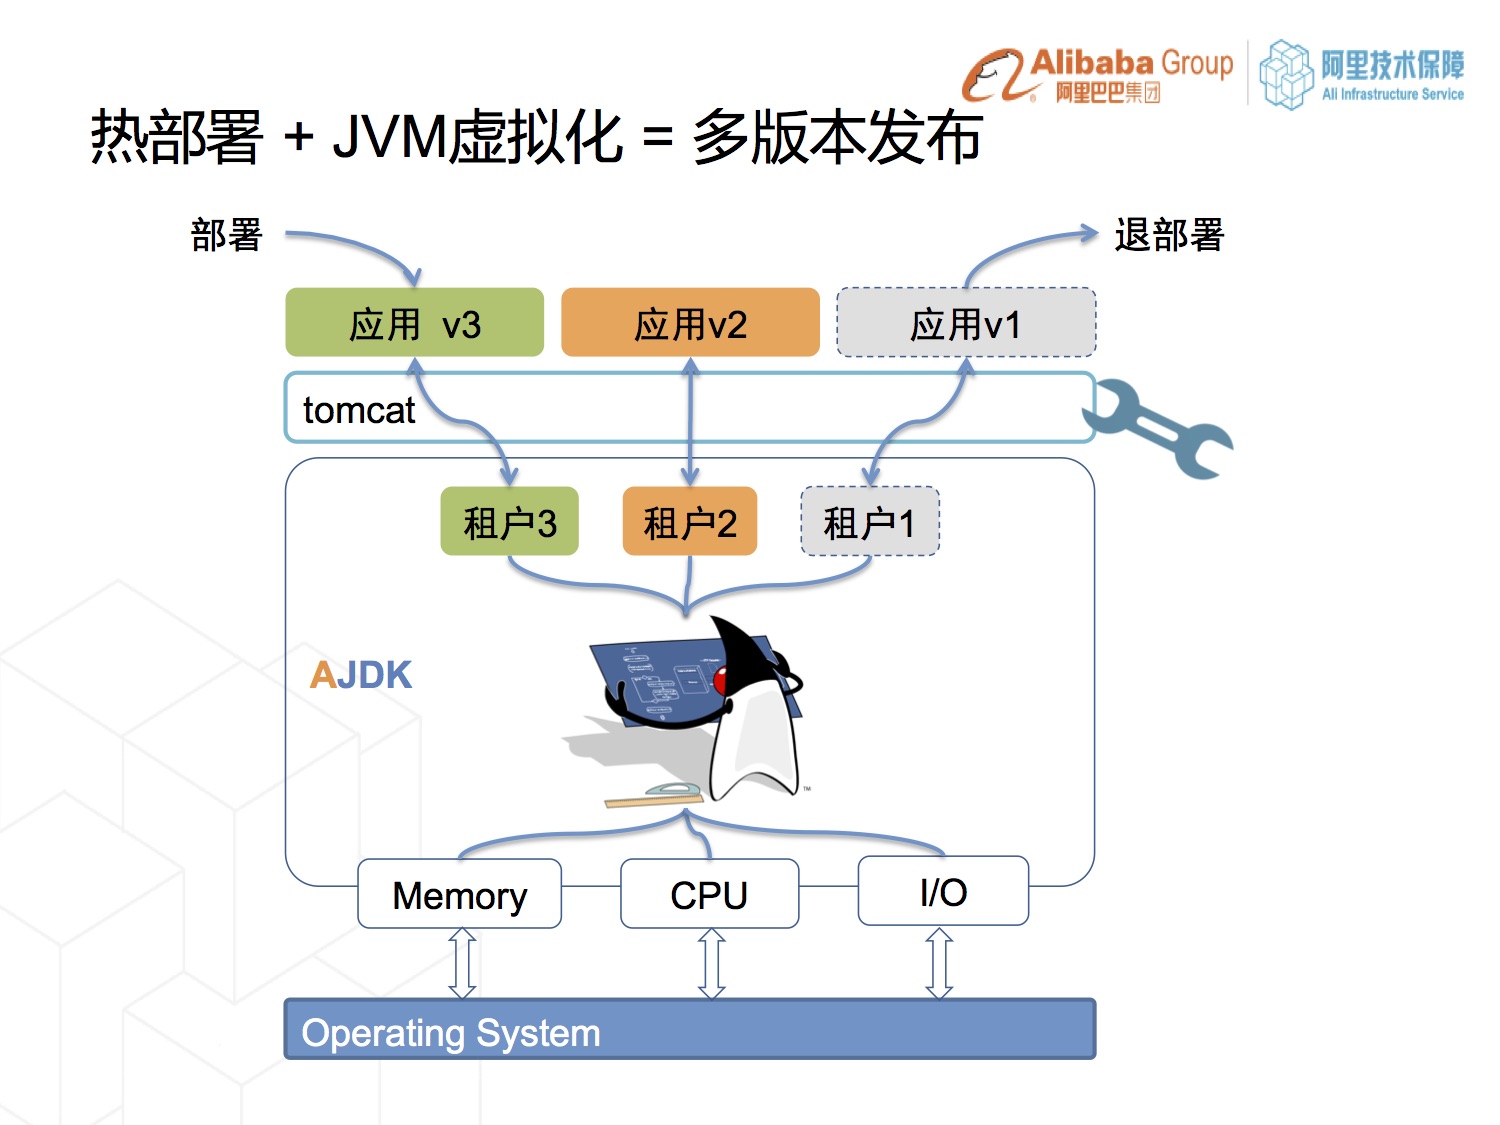 Alibaba Group
阿里巴巴集团
阿里技术保障
Ali Infrastructure Service
热部署 + JVM虚拟化 = 多版本发布
部署
退部署
应用 v3
应用v2
应用v1
tomcat
租户3
租户2
租户1
AJDK
TM
Memory
CPU
I/O
Operating System